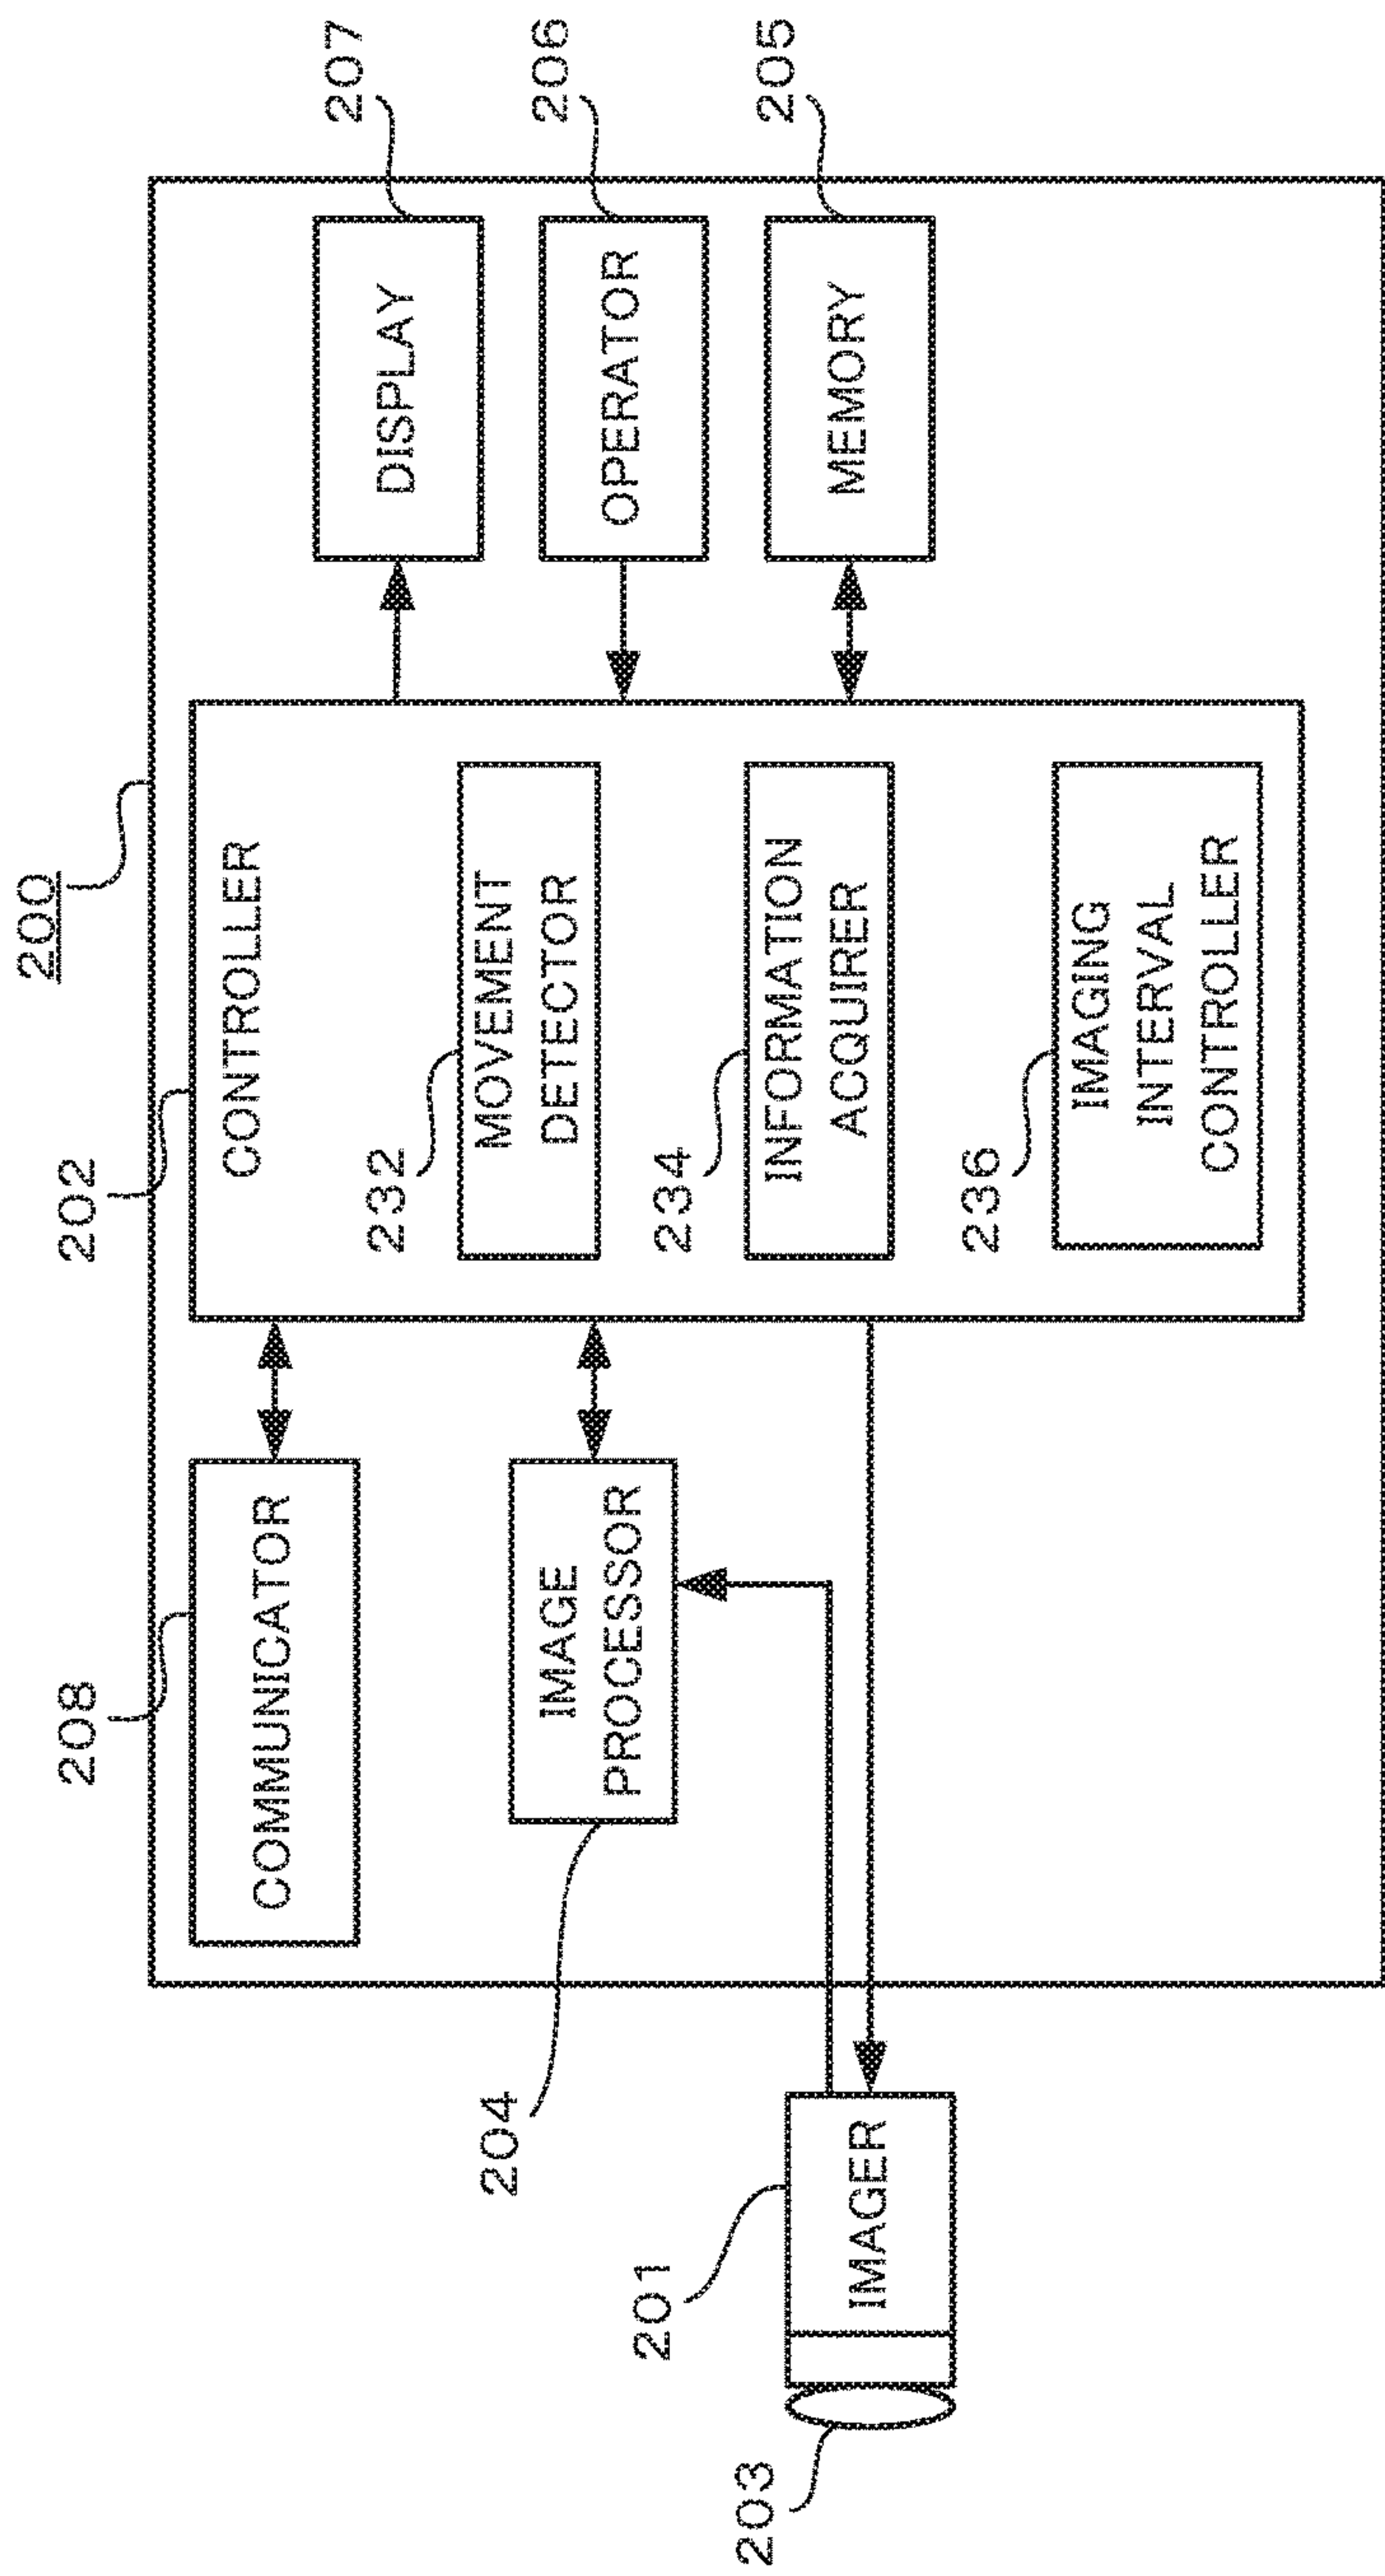 200
202
CONTROLLER
208
COMMUNICATOR
207
DISPLAY
232
MOVEMENT
DETECTOR
204
IMAGE
PROCESSOR
206
OPERATOR
234
INFORMATION
ACQUIRER
205
MEMORY
203
201
IMAGER
236
IMAGING
INTERVAL
CONTROLLER